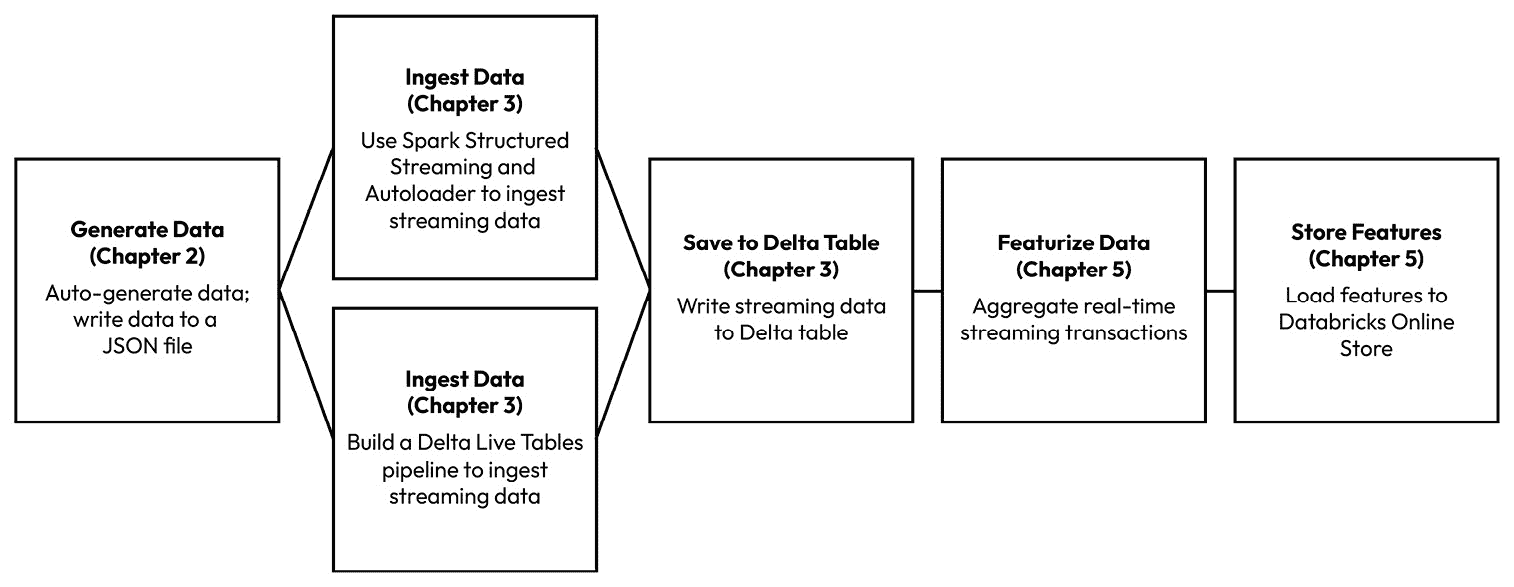 Generate Data
(Chapter 2)
Auto-generate data;
write data to a
JSON file
Ingest Data
(Chapter 3)
Use Spark Structured
Streaming and
Autoloader to ingest
streaming data
Ingest Data
(Chapter 3)
Build a Delta Live Tables
pipeline to ingest
streaming data
Save to Delta Table
(Chapter 3)
Write streaming data
to Delta table
Featurize Data
(Chapter 5)
Aggregate real-time
streaming transactions
Store Features
(Chapter 5)
Load features to
Databricks Online
Store